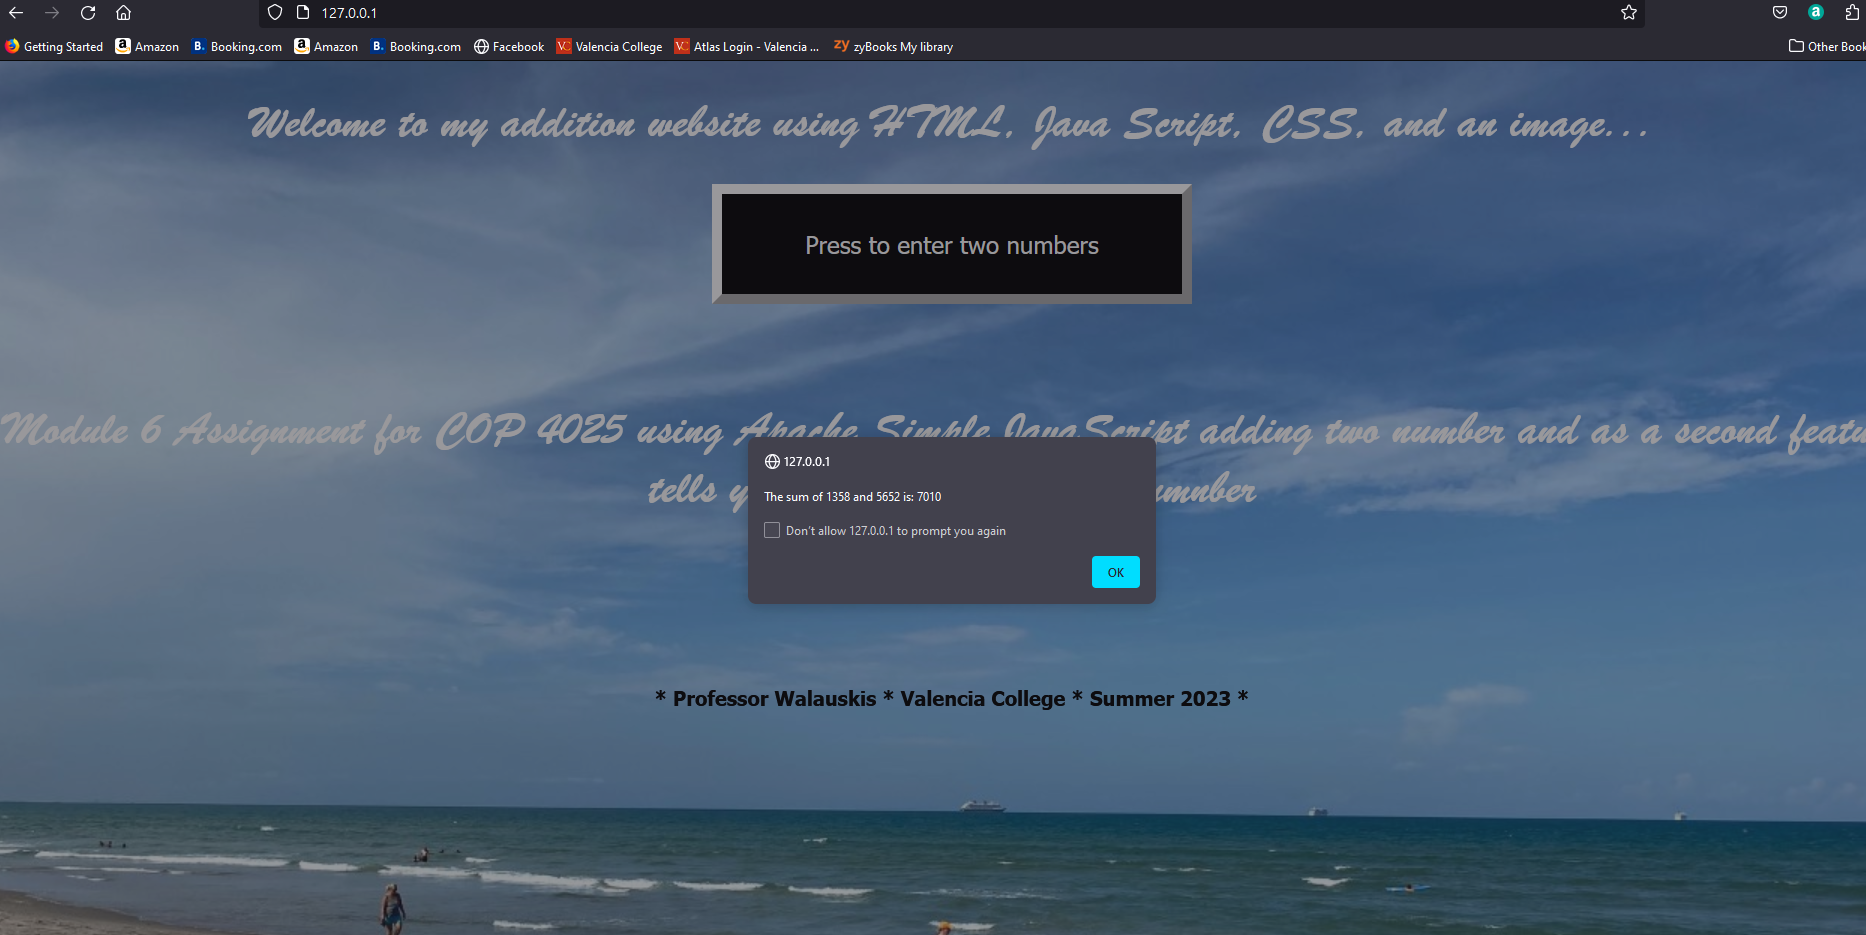 127.0.0.1
Getting Started Amazon Booking.com Amazon Booking.com Facebook Valencia College Atlas Login - Valencia ... zyBooks My library Other Book
Welcome to my addition website using HTML, Java Script, CSS, and an image...
Press to enter two numbers
Module 6 Assignment for COP 4025 using Apache Simple JavaScript adding two number and as a second featu
tells
127.0.0.1
The sum of 1358 and 5652 is: 7010
Don't allow 127.0.0.1 to prompt you again
OK
* Professor Walauskis * Valencia College * Summer 2023 *